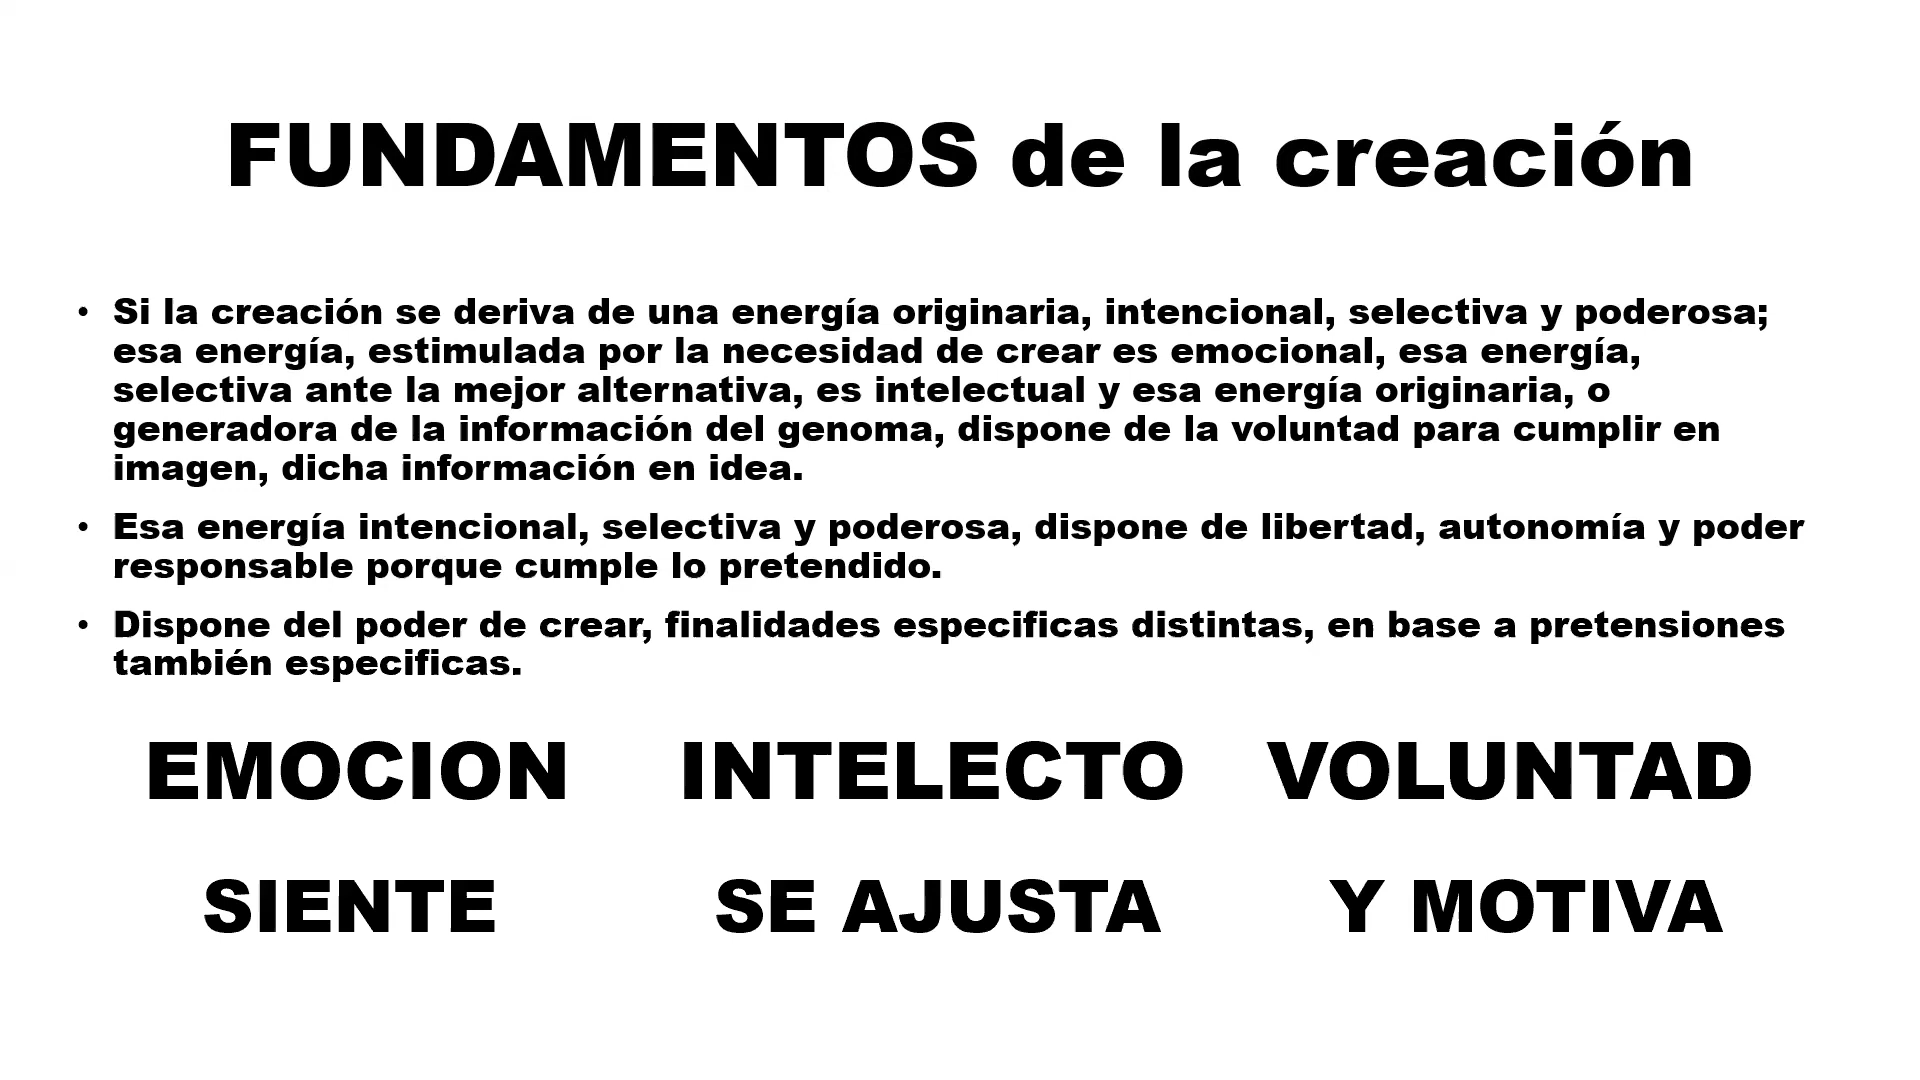 FUNDAMENTOS de la creación
• Si la creación se deriva de una energía originaria, intencional, selectiva y poderosa;
esa energía, estimulada por la necesidad de crear es emocional, esa energía,
selectiva ante la mejor alternativa, es intelectual y esa energía originaria, o
generadora de la información del genoma, dispone de la voluntad para cumplir en
imagen, dicha información en idea.
• Esa energía intencional, selectiva y poderosa, dispone de libertad, autonomía y poder
responsable porque cumple lo pretendido.
• Dispone del poder de crear, finalidades especificas distintas, en base a pretensiones
también especificas.
EMOCION INTELECTO VOLUNTAD
SIENTE SE AJUSTA Y MOTIVA